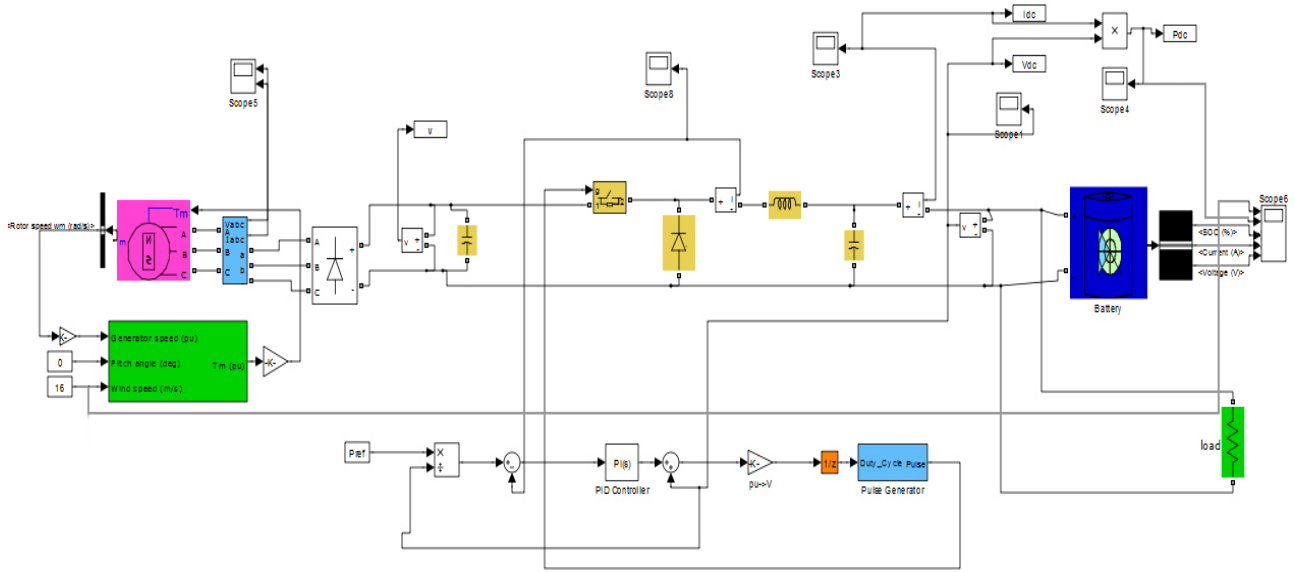 Idc
Pdc
Vdc
Scope3
Scope8
Scope5
Scope4
Scope1
v
Scope6
<Rotor speed wm (rad/s)>
Tm
m
N
S
A
B
C
Vabc
A
Iabc
B
a
b
C
c
A
B
C
+
-
v
+
-
g
1
2
+
-
i
+
-
i
v
+
-
<SOC (%)>
<Current (A)>
<Voltage (V)>
Battery
-K-
Generator speed (pu)
0
Pitch angle (deg)
Tm (pu)
-K-
16
Wind speed (m/s)
load
Pref
×
÷
PI(s)
PID Controller
-K-
pu->V
1/z
Duty_Cycle
Pulse
Pulse Generator